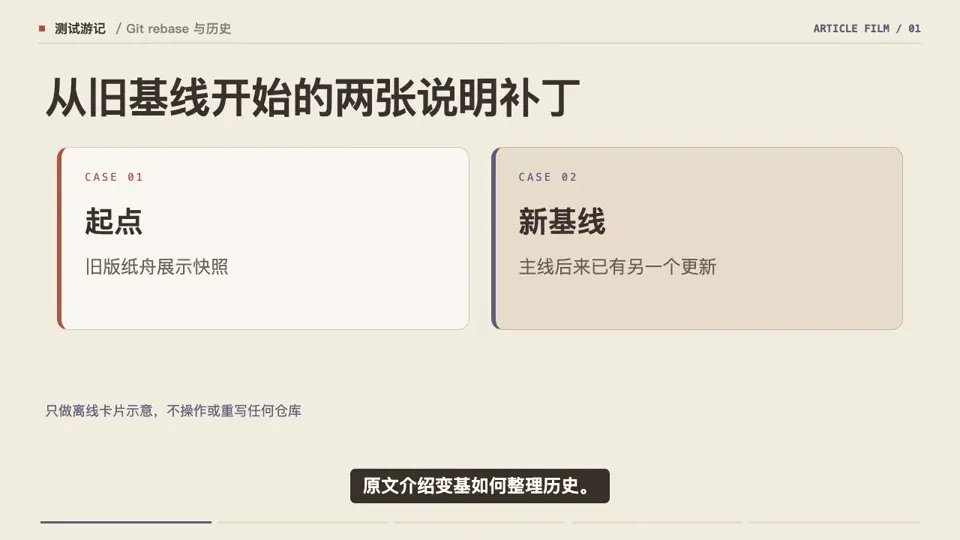 测试游记 / Git rebase 与历史
ARTICLE FILM / 01
从旧基线开始的两张说明补丁
CASE 01
起点
旧版纸舟展示快照
CASE 02
新基线
主线后来已有另一个更新
只做离线卡片示意，不操作或重写任何仓库
原文介绍变基如何整理历史。